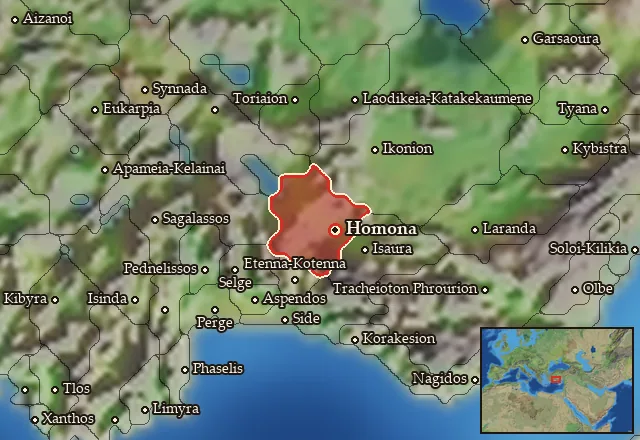 Aizanoi
Garsaoura
Synnada
Toriaion
Laodikeia-Katakekaumene
Eukarpia
Tyana
Ikonion
Kybistra
Apameia-Kelainai
Sagalassos
Homona
Laranda
Isaura
Soloi-Kilikia
Etenna-Kotenna
Pednelissos
Selge
Tracheioton Phrourion
Olbe
Kibyra
Isinda
Aspendos
Perge
Side
Korakesion
Phaselis
Nagidos
Tlos
Limyra
Xanthos